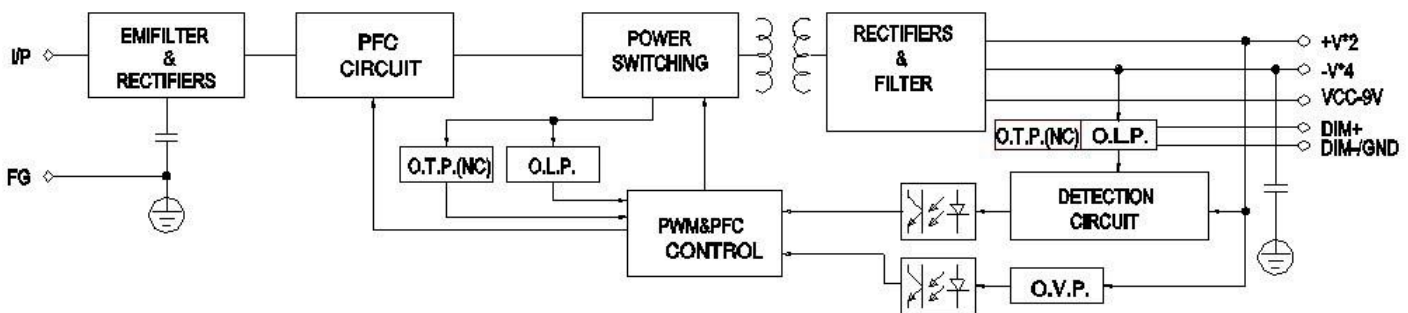 I/P
EMIFILTER
&
RECTIFIERS
PFC
CIRCUIT
POWER
SWITCHING
RECTIFIERS
&
FILTER
+V*2
-V*4
VCC-9V
DIM+
DIM-/GND
O.T.P.(NC)
O.L.P.
O.T.P.(NC)
O.L.P.
FG
PWM&PFC
CONTROL
DETECTION
CIRCUIT
O.V.P.